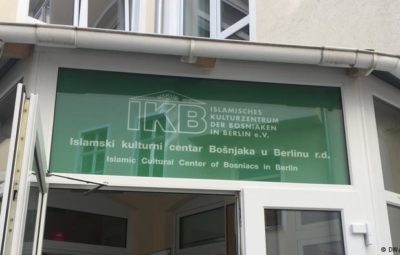 IKB
ISLAMISCHES
KULTURZENTRUM
DER BOSNIAKEN
IN BERLIN e.V.
Islamski kulturni centar Bošnjaka u Berlinu r.d.
Islamic Cultural Center of Bosniacs in Berlin